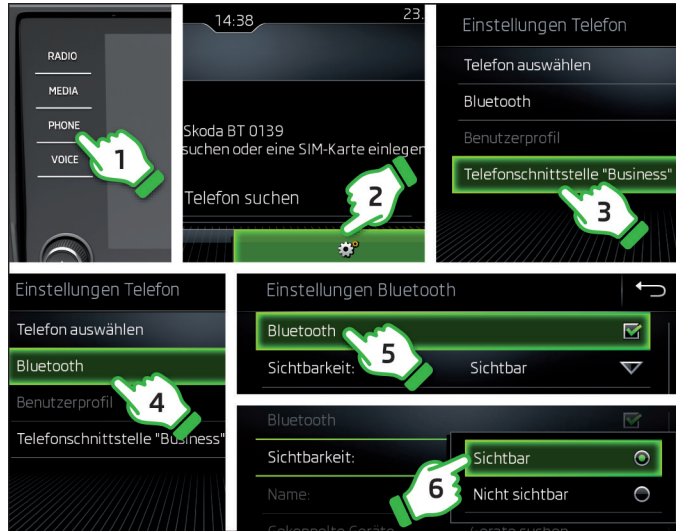 RADIO
MEDIA
PHONE
VOICE
1
14:38
23.
Skoda BT 0139
suchen oder eine SIM-Karte einlegen
Telefon suchen
2
Einstellungen Telefon
Telefon auswählen
Bluetooth
Benutzerprofil
Telefonschnittstelle "Business"
3
Einstellungen Telefon
Telefon auswählen
Bluetooth
Benutzerprofil
4
Telefonschnittstelle "Business"
Einstellungen Bluetooth
Bluetooth
5
Sichtbarkeit: Sichtbar
Bluetooth
Sichtbarkeit: Sichtbar
6
Name: Nicht sichtbar
Gekoppelte Geräte Geräte suchen